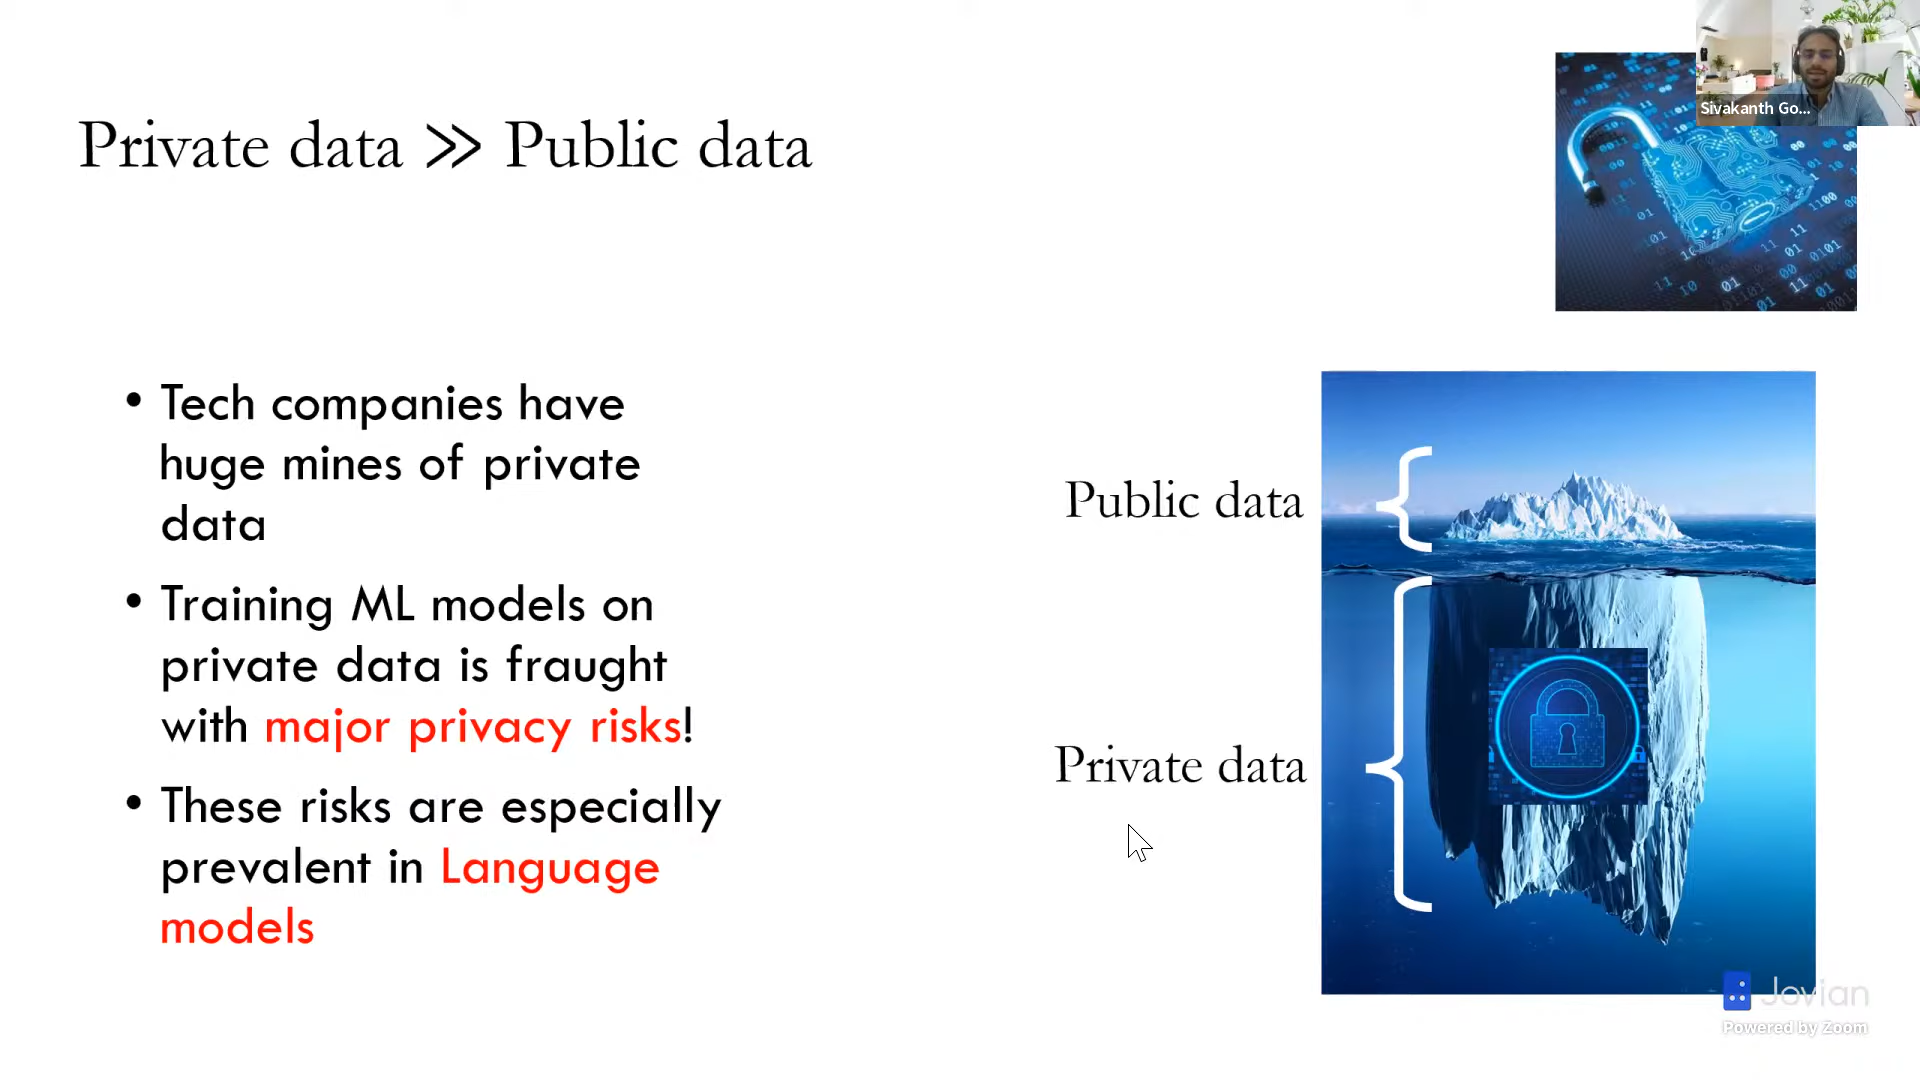 Sivakanth Go...
Private data ≫ Public data
• Tech companies have
huge mines of private
data
• Training ML models on
private data is fraught
with major privacy risks!
• These risks are especially
prevalent in Language
models
Public data
Private data
Jovian
Powered by Zoom